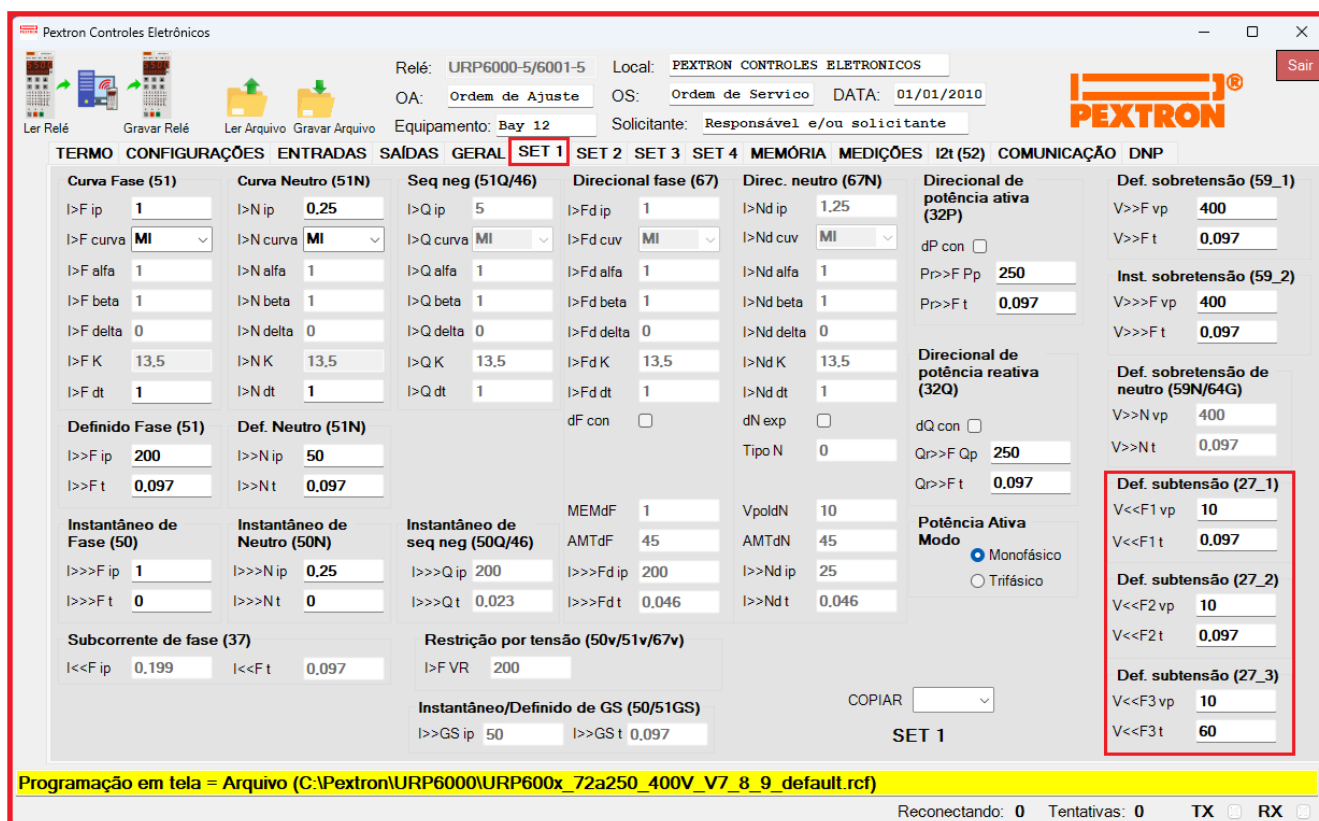 Pextron Controles Eletrônicos
Ler Relé
Gravar Relé
Ler Arquivo
Gravar Arquivo
Relé: URP6000-5/6001-5 Local: PEXTRON CONTROLES ELETRONICOS
OA: Ordem de Ajuste OS: Ordem de Servico DATA: 01/01/2010
Equipamento: Bay 12 Solicitante: Responsável e/ou solicitante
PEXTRON®
Sair
TERMO CONFIGURAÇÕES ENTRADAS SAÍDAS GERAL SET 1 SET 2 SET 3 SET 4 MEMÓRIA MEDIÇÕES I2t (52) COMUNICAÇÃO DNP
Curva Fase (51)
I>F ip 1
I>F curva MI
I>F alfa 1
I>F beta 1
I>F delta 0
I>F K 13,5
I>F dt 1
Definido Fase (51)
I>>F ip 200
I>>F t 0,097
Instantâneo de
Fase (50)
I>>>F ip 1
I>>>F t 0
Curva Neutro (51N)
I>N ip 0,25
I>N curva MI
I>N alfa 1
I>N beta 1
I>N delta 0
I>N K 13,5
I>N dt 1
Def. Neutro (51N)
I>>N ip 50
I>>N t 0,097
Instantâneo de
Neutro (50N)
I>>>N ip 0,25
I>>>N t 0
Subcorrente de fase (37)
I<<F ip 0,199 I<<F t 0,097
Seq neg (51Q/46)
I>Q ip 5
I>Q curva MI
I>Q alfa 1
I>Q beta 1
I>Q delta 0
I>Q K 13,5
I>Q dt 1
Instantâneo de
seq neg (50Q/46)
I>>>Q ip 200
I>>>Q t 0,023
Direcional fase (67)
I>Fd ip 1
I>Fd cuv MI
I>Fd alfa 1
I>Fd beta 1
I>Fd delta 0
I>Fd K 13,5
I>Fd dt 1
dF con
MEMdF 1
AMTdF 45
I>>>Fd ip 200
I>>>Fd t 0,046
Restrição por tensão (50v/51v/67v)
I>F VR 200
Instantâneo/Definido de GS (50/51GS)
I>>GS ip 50 I>>GS t 0,097
Direc. neutro (67N)
I>Nd ip 1,25
I>Nd cuv MI
I>Nd alfa 1
I>Nd beta 1
I>Nd delta 0
I>Nd K 13,5
I>Nd dt 1
dN exp
Tipo N 0
VpoldN 10
AMTdN 45
I>>Nd ip 25
I>>Nd t 0,046
Direcional de
potência ativa
(32P)
dP con
Pr>>F Pp 250
Pr>>F t 0,097
Direcional de
potência reativa
(32Q)
dQ con
Qr>>F Qp 250
Qr>>F t 0,097
Potência Ativa
Modo
Monofásico
Trifásico
COPIAR
SET 1
Def. sobretensão (59_1)
V>>F vp 400
V>>F t 0,097
Inst. sobretensão (59_2)
V>>>F vp 400
V>>>F t 0,097
Def. sobretensão de
neutro (59N/64G)
V>>N vp 400
V>>N t 0,097
Def. subtensão (27_1)
V<<F1 vp 10
V<<F1 t 0,097
Def. subtensão (27_2)
V<<F2 vp 10
V<<F2 t 0,097
Def. subtensão (27_3)
V<<F3 vp 10
V<<F3 t 60
Programação em tela = Arquivo (C:\Pextron\URP6000\URP600x_72a250_400V_V7_8_9_default.rcf)
Reconectando: 0 Tentativas: 0 TX RX